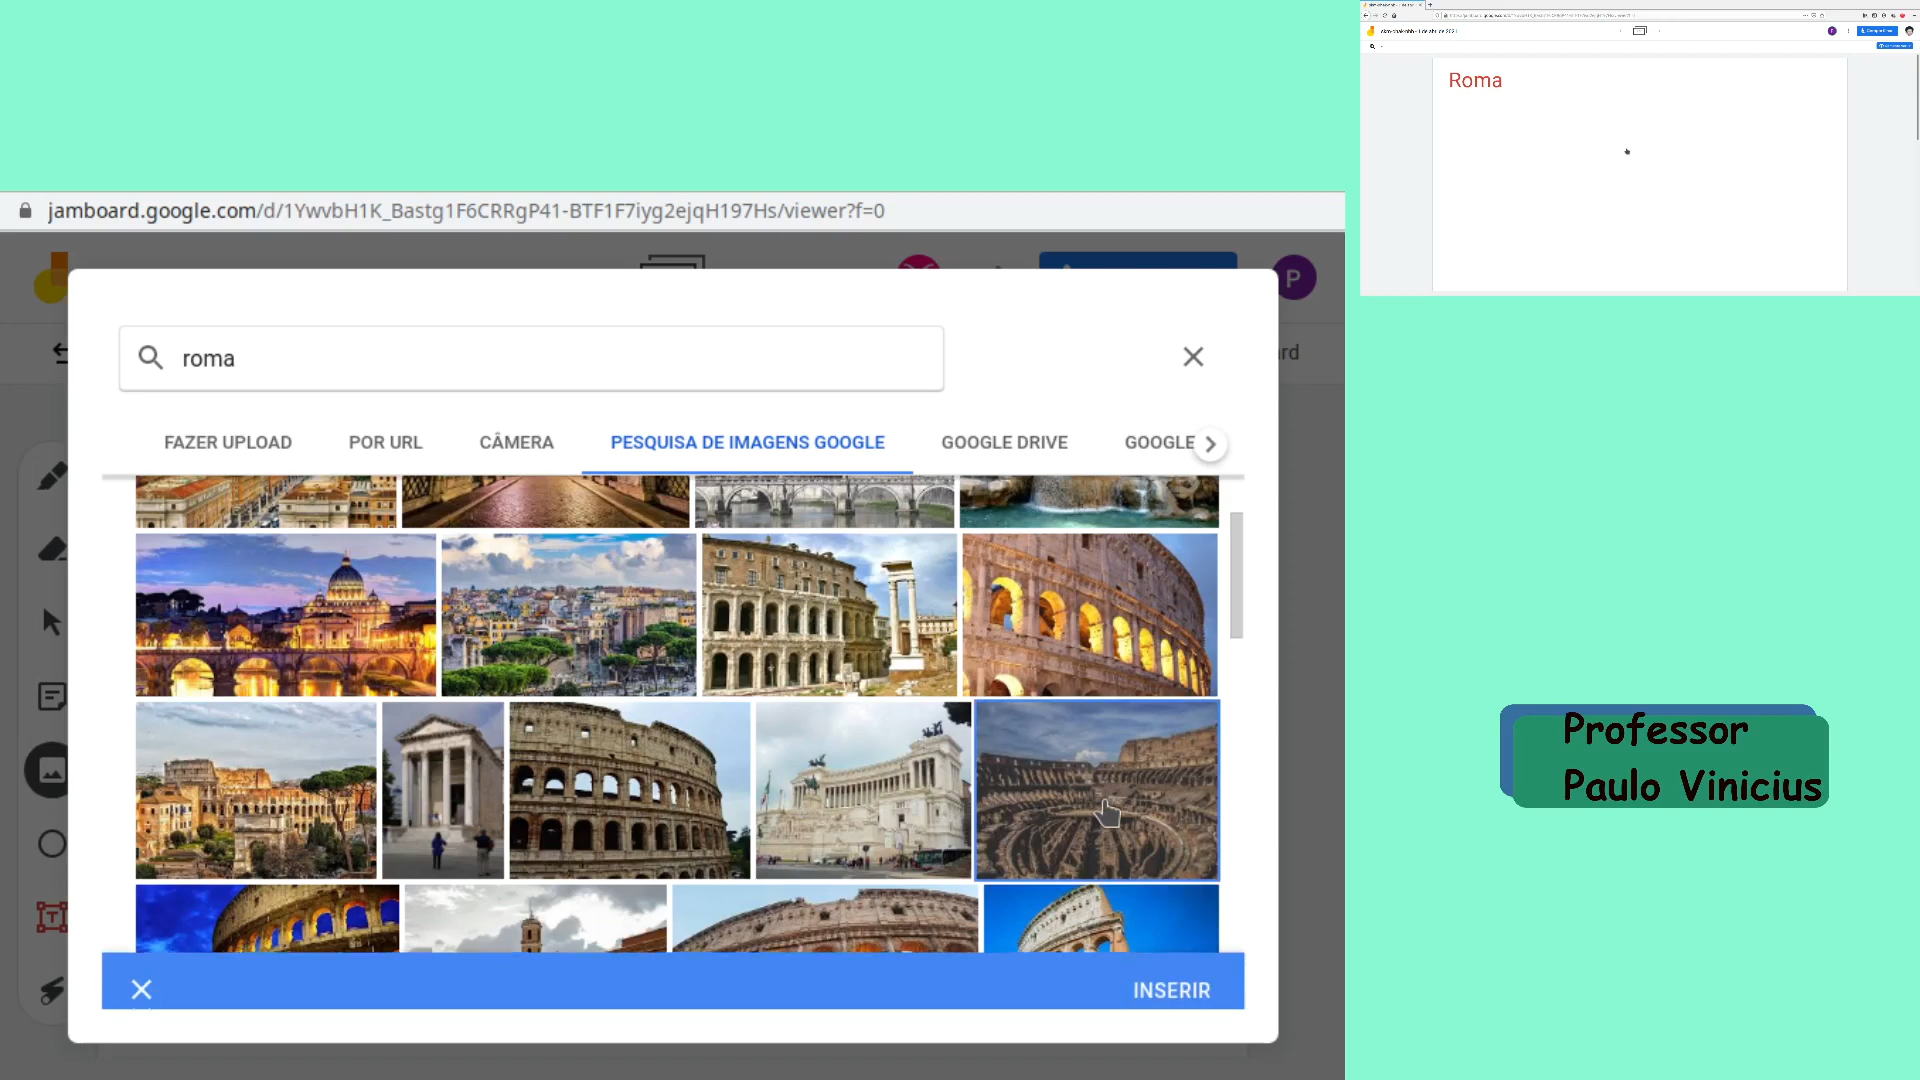 jamboard.google.com/d/1YwvbH1K_Bastg1F6CRRgP41-BTF1F7iyg2ejqH197Hs/viewer?f=0
P
rd
roma
FAZER UPLOAD POR URL CÂMERA PESQUISA DE IMAGENS GOOGLE GOOGLE DRIVE GOOGLE
INSERIR
Roma
Professor
Paulo Vinicius